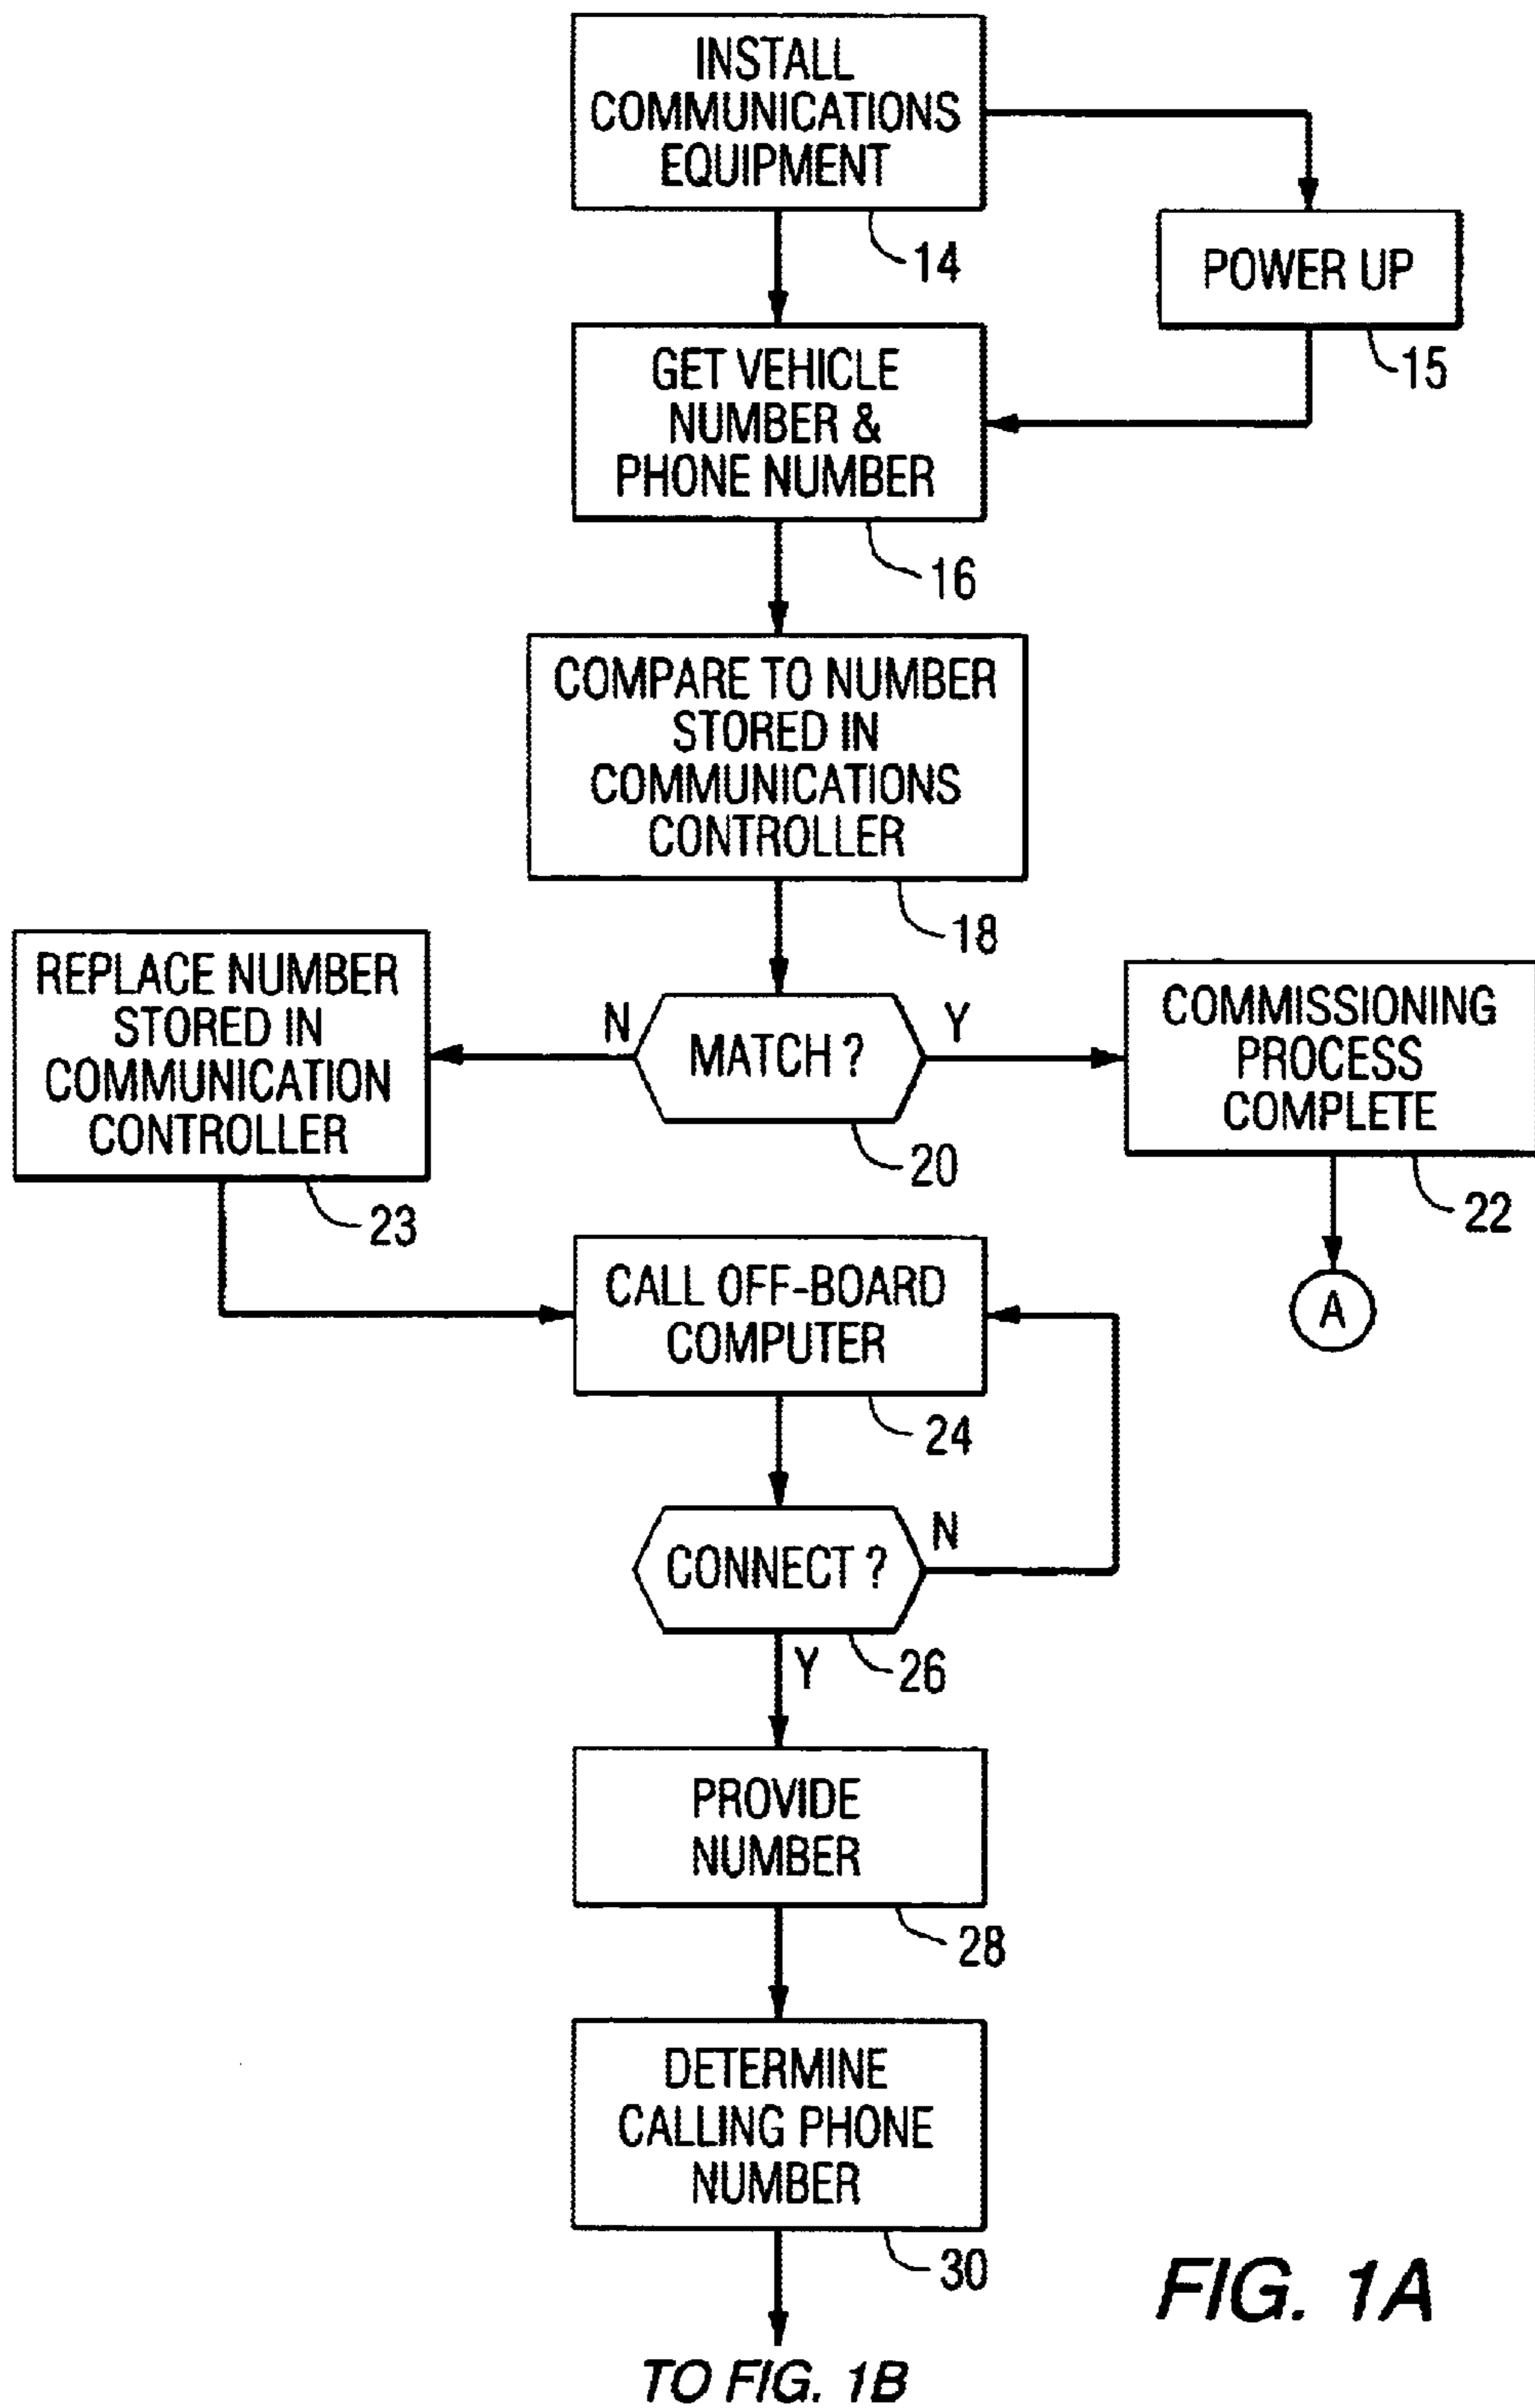 INSTALL
COMMUNICATIONS
EQUIPMENT
14
POWER UP
15
GET VEHICLE
NUMBER &
PHONE NUMBER
16
COMPARE TO NUMBER
STORED IN
COMMUNICATIONS
CONTROLLER
18
REPLACE NUMBER
STORED IN
COMMUNICATION
CONTROLLER
23
N
MATCH ?
Y
20
COMMISSIONING
PROCESS
COMPLETE
22
A
CALL OFF-BOARD
COMPUTER
24
CONNECT ?
N
26
Y
PROVIDE
NUMBER
28
DETERMINE
CALLING PHONE
NUMBER
30
FIG. 1A
TO FIG. 1B